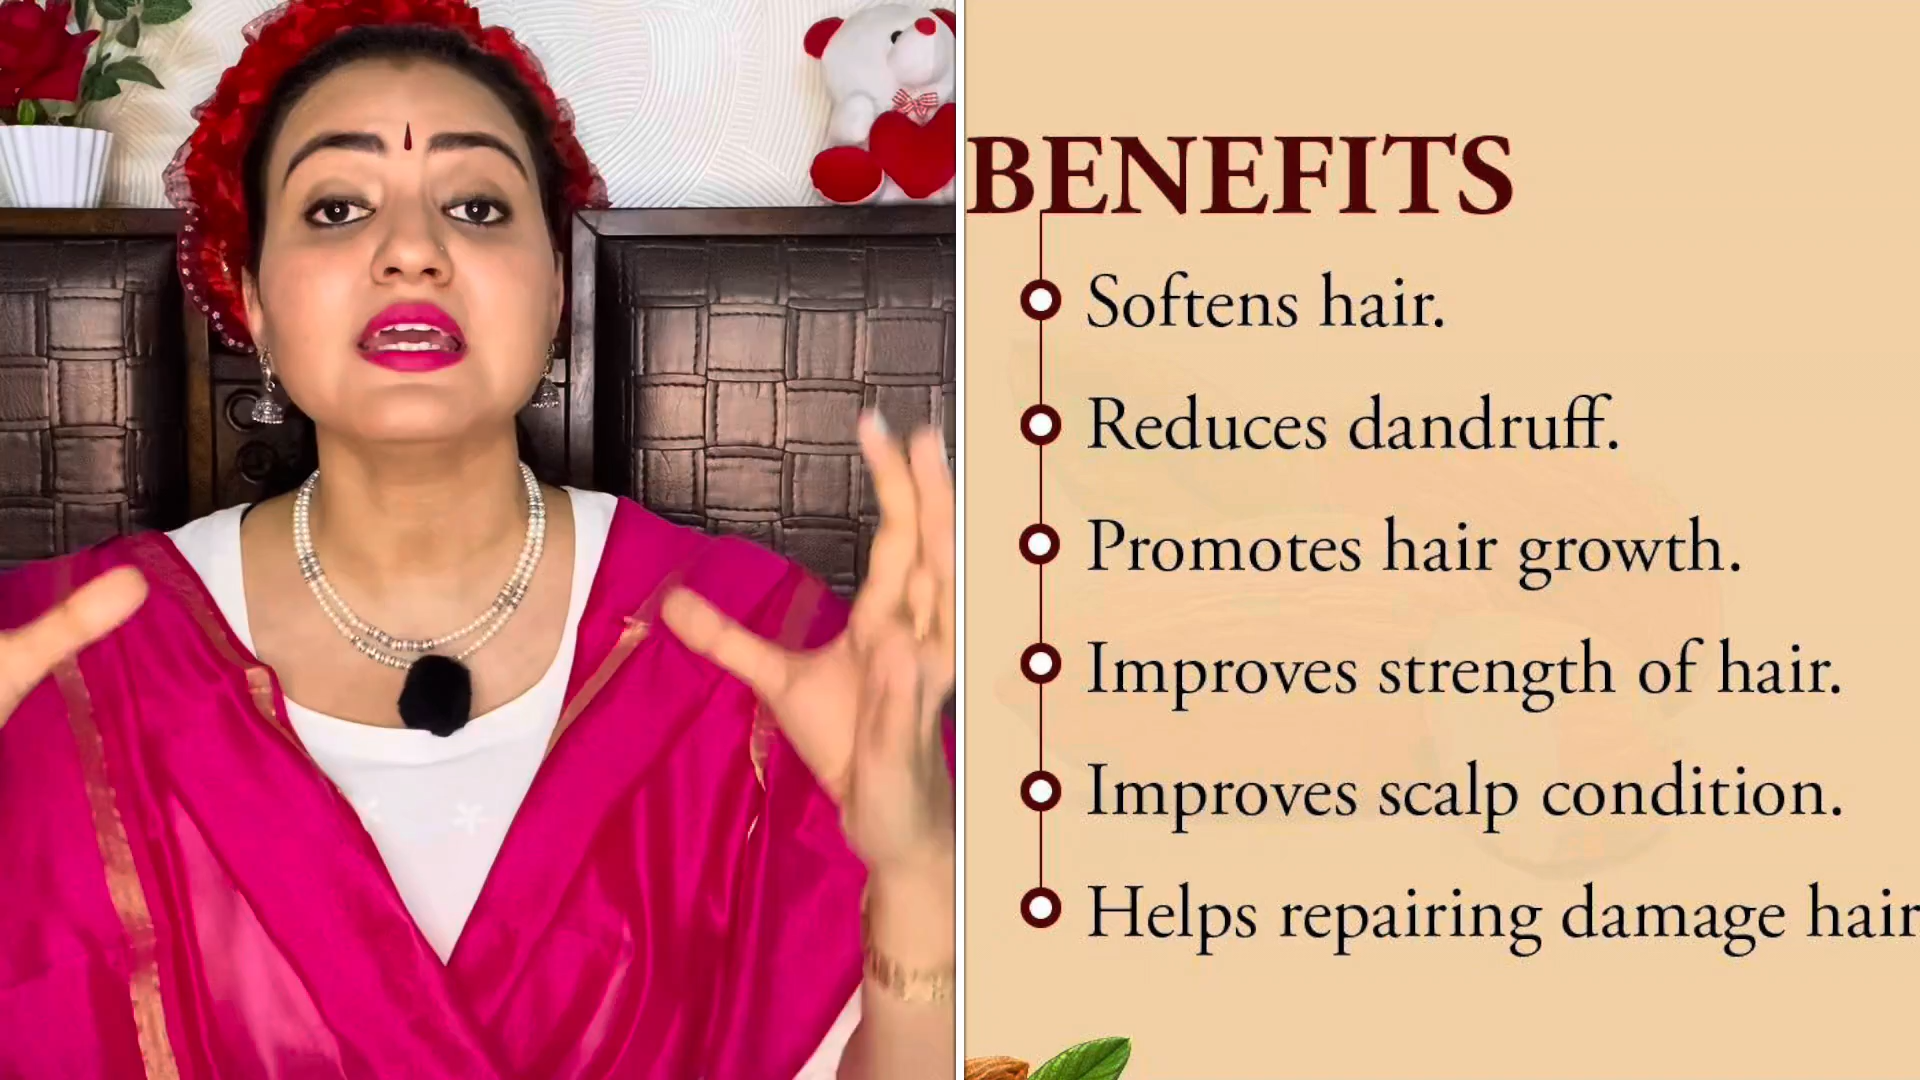 BENEFITS
Softens hair.
Reduces dandruff.
Promotes hair growth.
Improves strength of hair.
Improves scalp condition.
Helps repairing damage hair